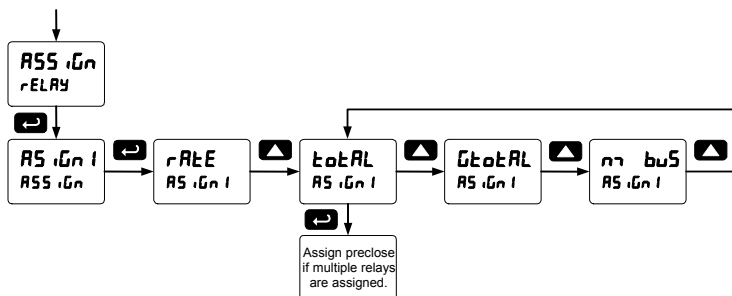 ASSiGn
rELAY
ASiGn1
ASSiGn
rAtE
ASiGn1
totAL
ASiGn1
GtotAL
ASiGn1
m buS
ASiGn1
Assign preclose
if multiple relays
are assigned.